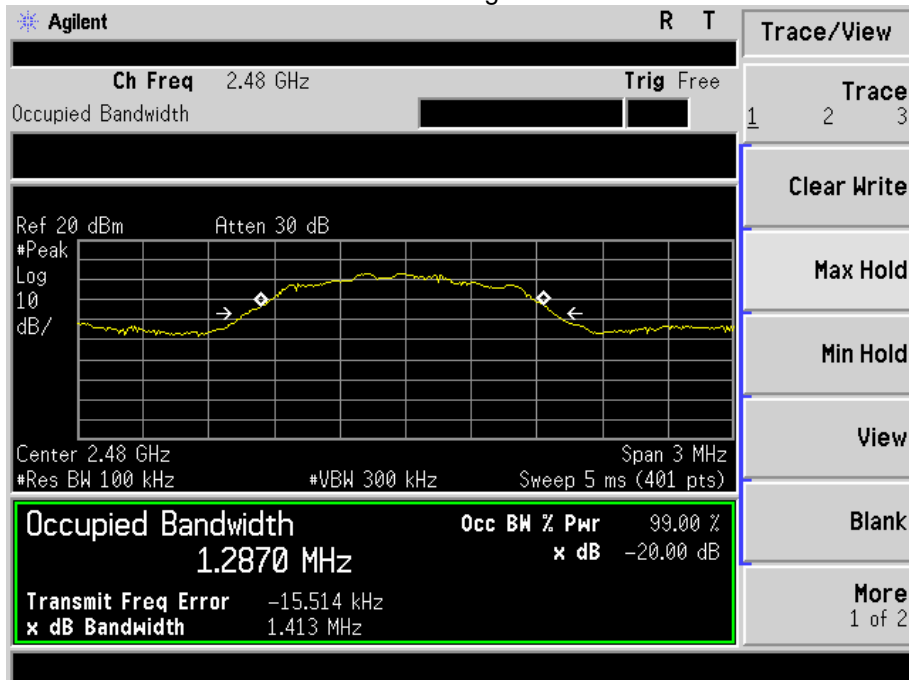 Agilent R T
Ch Freq 2.48 GHz Trig Free
Occupied Bandwidth
Ref 20 dBm Atten 30 dB
#Peak
Log
10
dB/
Center 2.48 GHz Span 3 MHz
#Res BW 100 kHz #VBW 300 kHz Sweep 5 ms (401 pts)
Occupied Bandwidth Occ BW % Pwr 99.00 %
1.2870 MHz x dB -20.00 dB
Transmit Freq Error -15.514 kHz
x dB Bandwidth 1.413 MHz
Trace/View
Trace
1 2 3
Clear Write
Max Hold
Min Hold
View
Blank
More
1 of 2